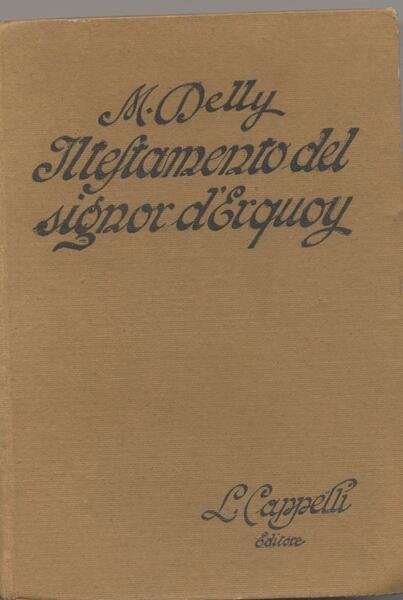 M. Delly
Il testamento del
signor d'Erquoy
L. Cappelli
Editore